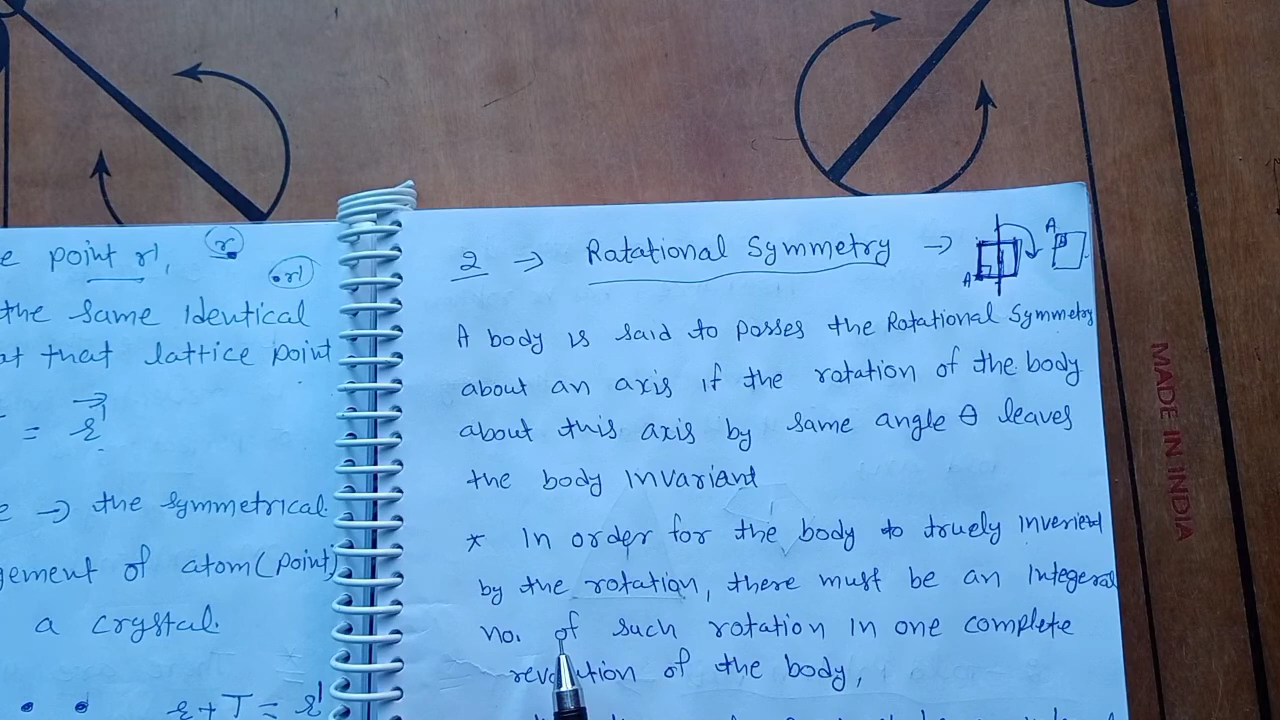 e point r',
r
r'
the same identical
at that lattice point
= r'
e → the symmetrical
gement of atom (point)
a crystal.
r + T = r'
2 → Rotational Symmetry →
A
A
A body is said to posses the Rotational Symmetry
about an axis if the rotation of the body
about this axis by same angle θ leaves
the body invariant
* In order for the body to truely
by the rotation, there must be an Integeral
no. of such rotation in one complete
revolution of the body,
MADE IN INDIA